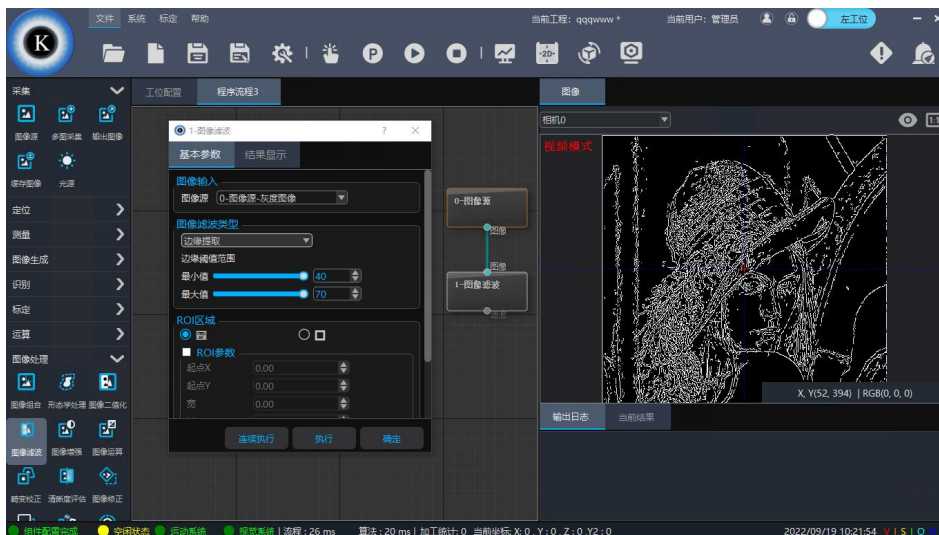 K
文件 系统 标定 帮助
当前工程: qqqwww * 当前用户: 管理员 左工位
P
-2D-
采集
工位配置 程序流程3 图像
图像源 多图采集 输出图像
缓存图像 光源
定位
测量
图像生成
识别
标定
运算
图像处理
图像组合 形态学处理 图像二值化
图像滤波 图像增强 图像运算
畸变校正 清晰度评估 图像修正
1-图像滤波 ? ×
基本参数 结果显示
图像输入
图像源 0-图像源-灰度图像
图像滤波类型
边缘提取
边缘阈值范围
最小值 40
最大值 70
ROI区域
ROI参数
起点X 0.00
起点Y 0.00
宽 0.00
连续执行 执行 确定
0-图像源
图像
图像
1-图像滤波
相机0
1:1
视频模式
X, Y(52, 394) | RGB(0, 0, 0)
输出日志 当前结果
组件配置完成 空闲状态 运动系统 视觉系统 | 流程: 26 ms 算法: 20 ms | 加工统计: 0 当前坐标: X: 0 , Y : 0 , Z : 0 ,Y2 : 0 2022/09/19 10:21:54 V | S | O